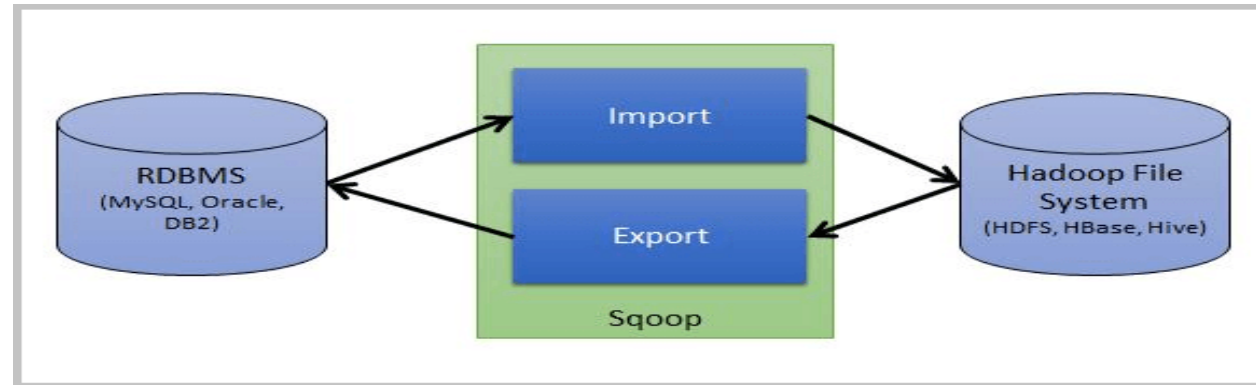 RDBMS
(MySQL, Oracle,
DB2)
Import
Export
Sqoop
Hadoop File
System
(HDFS, HBase, Hive)